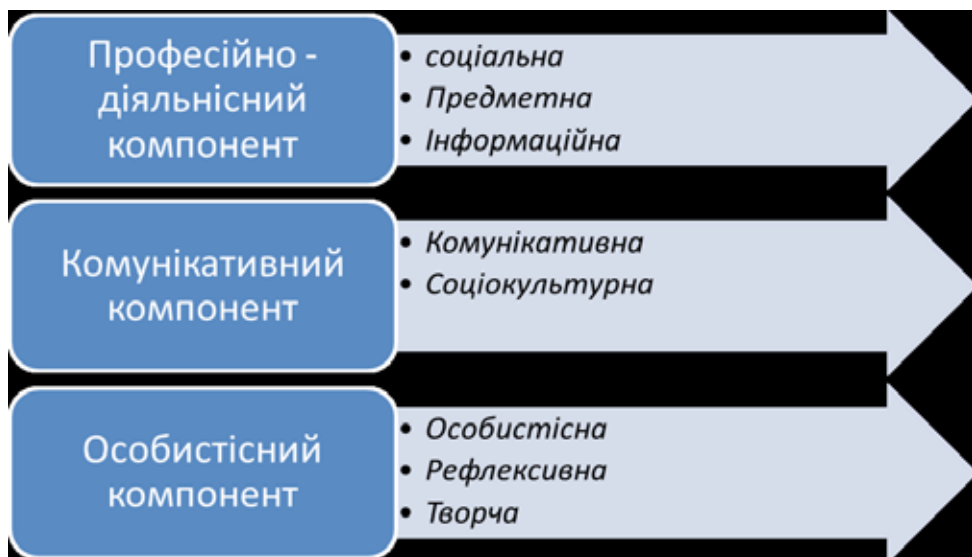 Професійно -
діяльнісний
компонент
• соціальна
• Предметна
• Інформаційна
Комунікативний
компонент
• Комунікативна
• Соціокультурна
Особистісний
компонент
• Особистісна
• Рефлексивна
• Творча